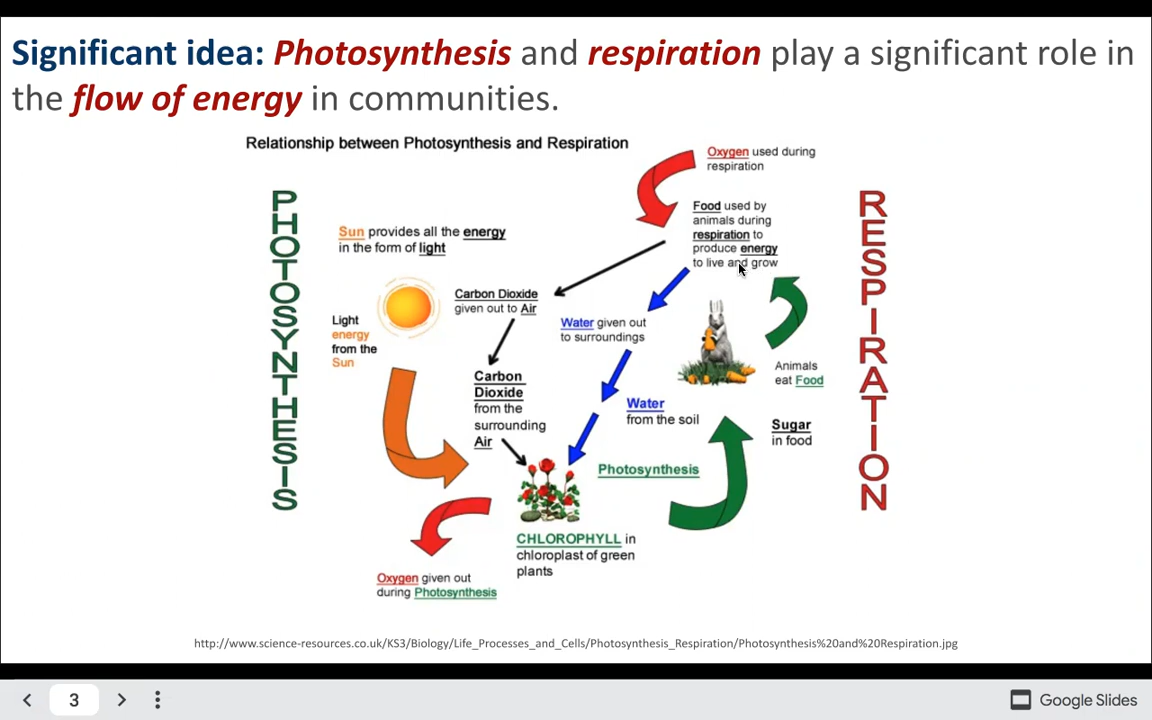 Significant idea: Photosynthesis and respiration play a significant role in
the flow of energy in communities.
Relationship between Photosynthesis and Respiration
PHOTOSYNTHESIS
Sun provides all the energy
in the form of light
Light
energy
from the
Sun
Carbon Dioxide
given out to Air
Carbon
Dioxide
from the
surrounding
Air
Oxygen used during
respiration
Food used by
animals during
respiration to
produce energy
to live and grow
Water given out
to surroundings
Water
from the soil
Animals
eat Food
Sugar
in food
Photosynthesis
CHLOROPHYLL in
chloroplast of green
plants
Oxygen given out
during Photosynthesis
RESPIRATION
http://www.science-resources.co.uk/KS3/Biology/Life_Processes_and_Cells/Photosynthesis_Respiration/Photosynthesis%20and%20Respiration.jpg
3
Google Slides